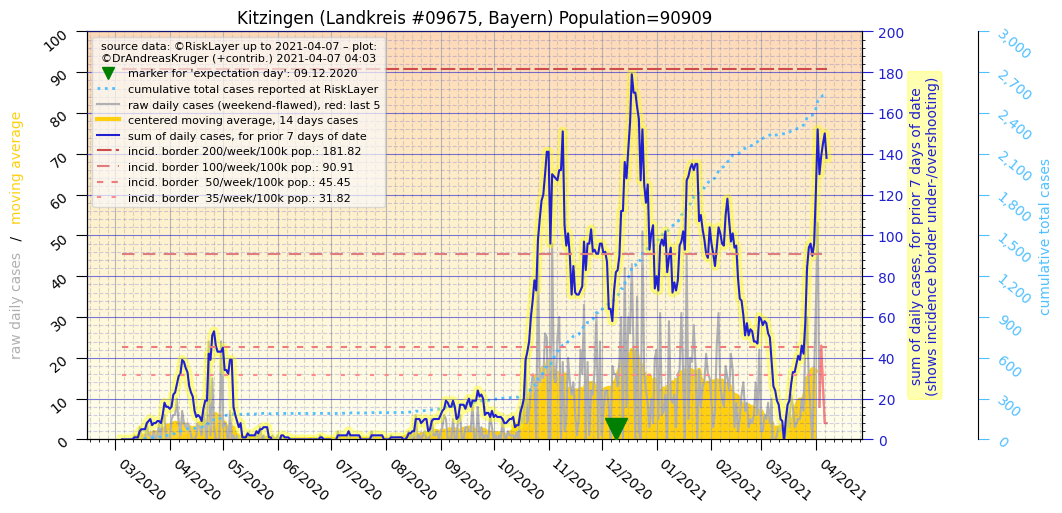 Kitzingen (Landkreis #09675, Bayern) Population=90909
source data: ©RiskLayer up to 2021-04-07 – plot:
©DrAndreasKruger (+contrib.) 2021-04-07 04:03
marker for 'expectation day': 09.12.2020
cumulative total cases reported at RiskLayer
raw daily cases (weekend-flawed), red: last 5
centered moving average, 14 days cases
sum of daily cases, for prior 7 days of date
incid. border 200/week/100k pop.: 181.82
incid. border 100/week/100k pop.: 90.91
incid. border  50/week/100k pop.: 45.45
incid. border  35/week/100k pop.: 31.82
raw daily cases  /  moving average
100
90
80
70
60
50
40
30
20
10
0
03/2020
04/2020
05/2020
06/2020
07/2020
08/2020
09/2020
10/2020
11/2020
12/2020
01/2021
02/2021
03/2021
04/2021
200
180
160
140
120
100
80
60
40
20
0
sum of daily cases, for prior 7 days of date
(shows incidence border under-/overshooting)
3,000
2,700
2,400
2,100
1,800
1,500
1,200
900
600
300
0
cumulative total cases